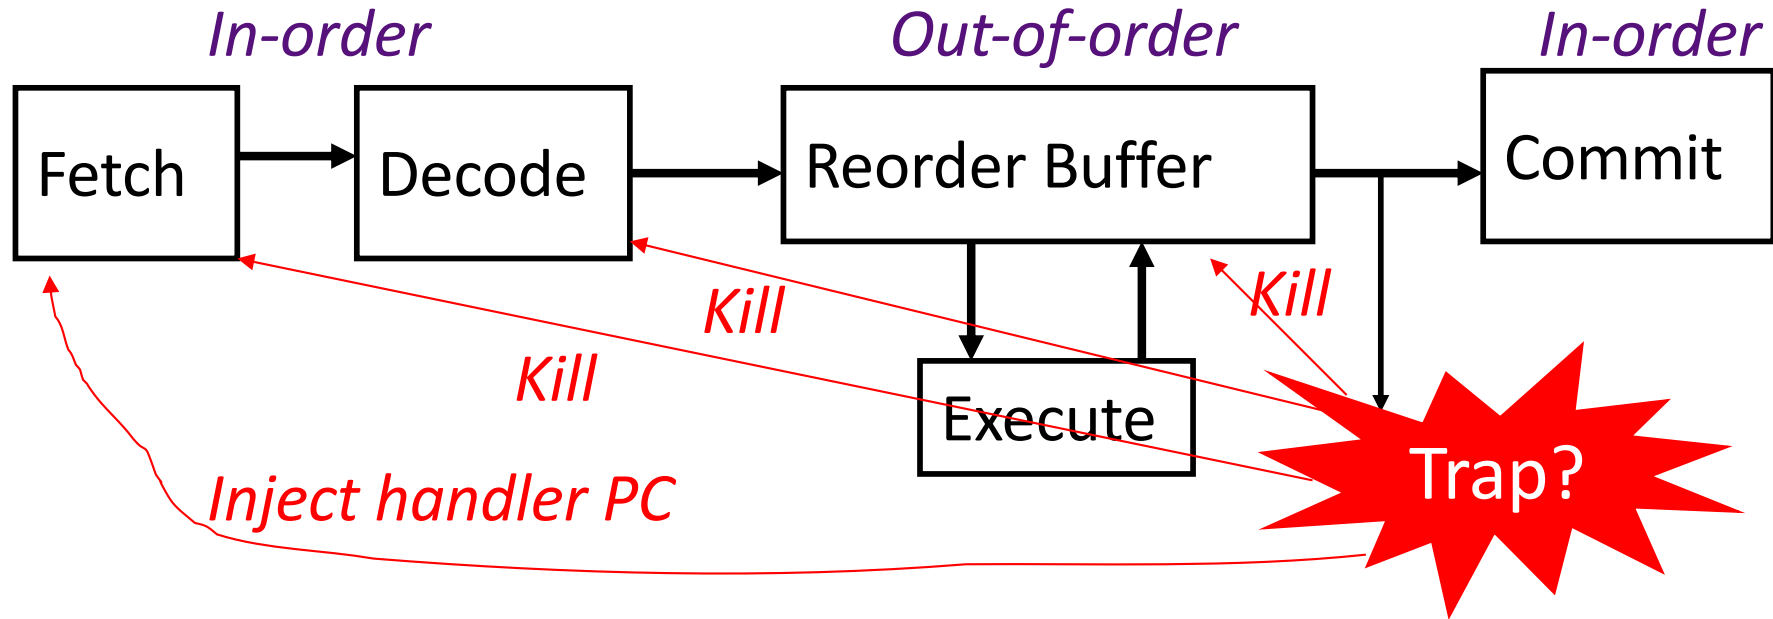 In-order
Out-of-order
In-order
Fetch
Decode
Reorder Buffer
Commit
Kill
Kill
Kill
Execute
Trap?
Inject handler PC